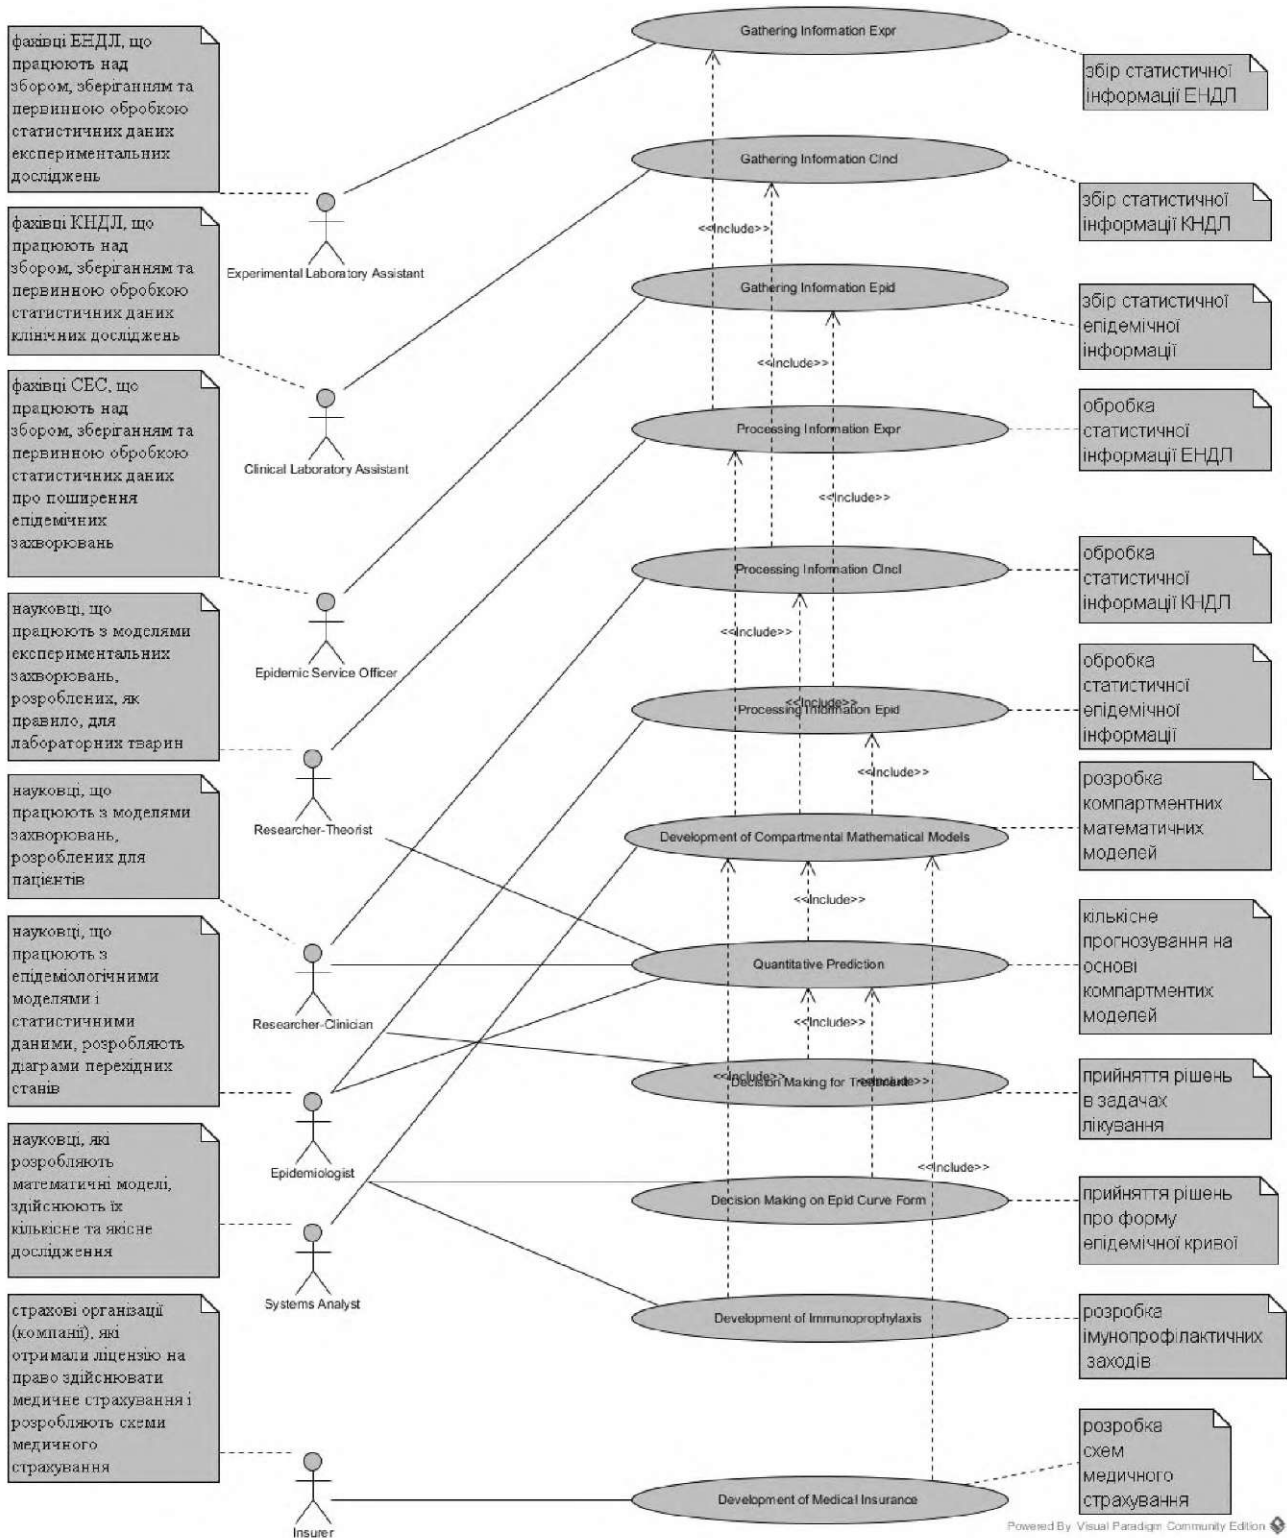 фахівці ЕНДЛ, що
працюють над
збором, зберіганням та
первинною обробкою
статистичних даних
експериментальних
досліджень
фахівці КНДЛ, що
працюють над
збором, зберіганням та
первинною обробкою
статистичних даних
клінічних досліджень
фахівці СЕС, що
працюють над
збором, зберіганням та
первинною обробкою
статистичних даних
про поширення
епідемічних
захворювань
науковці, що
працюють з моделями
експериментальних
захворювань,
розроблених, як
правило, для
лабораторних тварин
науковці, що
працюють з моделями
захворювань,
розроблених для
пацієнтів
науковці, що
працюють з
епідеміологічними
моделями і
статистичними
даними, розробляють
діаграми перехідних
станів
науковці, які
розробляють
математичні моделі,
здійснюють їх
кількісне та якісне
дослідження
страхові організації
(компанії), які
отримали ліцензію на
право здійснювати
медичне страхування і
розробляють схеми
медичного
страхування
Experimental Laboratory Assistant
Clinical Laboratory Assistant
Epidemic Service Officer
Researcher-Theorist
Researcher-Clinician
Epidemiologist
Systems Analyst
Insurer
Gathering Information Expr
Gathering Information Clncl
<<Include>>
Gathering Information Epid
<<Include>>
Processing Information Expr
<<Include>>
Processing Information Clncl
<<Include>>
<<Include>>
Processing Information Epid
<<Include>>
Development of Compartmental Mathematical Models
<<Include>>
Quantitative Prediction
<<Include>>
<<Include>>
Decision Making for Treatment
<<Include>>
<<Include>>
Decision Making on Epid Curve Form
Development of Immunoprophylaxis
Development of Medical Insurance
збір статистичної
інформації ЕНДЛ
збір статистичної
інформації КНДЛ
збір статистичної
епідемічної
інформації
обробка
статистичної
інформації ЕНДЛ
обробка
статистичної
інформації КНДЛ
обробка
статистичної
епідемічної
інформації
розробка
компартментних
математичних
моделей
кількісне
прогнозування на
основі
компартментих
моделей
прийняття рішень
в задачах
лікування
прийняття рішень
про форму
епідемічної кривої
розробка
імунопрофілактичних
заходів
розробка
схем
медичного
страхування
Powered By Visual Paradigm Community Edition